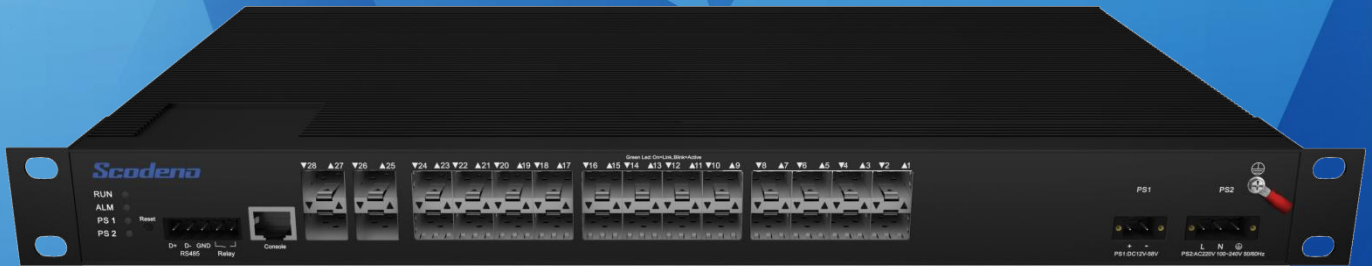 Scodeno
RUN
ALM
PS 1
PS 2
Reset
D+ D- GND
RS485 Relay
Console
Green Led: On=Link,Blink=Active
▼28 ▲27 ▼26 ▲25 ▼24 ▲23 ▼22 ▲21 ▼20 ▲19 ▼18 ▲17 ▼16 ▲15 ▼14 ▲13 ▼12 ▲11 ▼10 ▲9 ▼8 ▲7 ▼6 ▲5 ▼4 ▲3 ▼2 ▲1
PS1 PS2
+ - L N
PS1:DC12V-56V PS2:AC220V 100~240V 50/60Hz